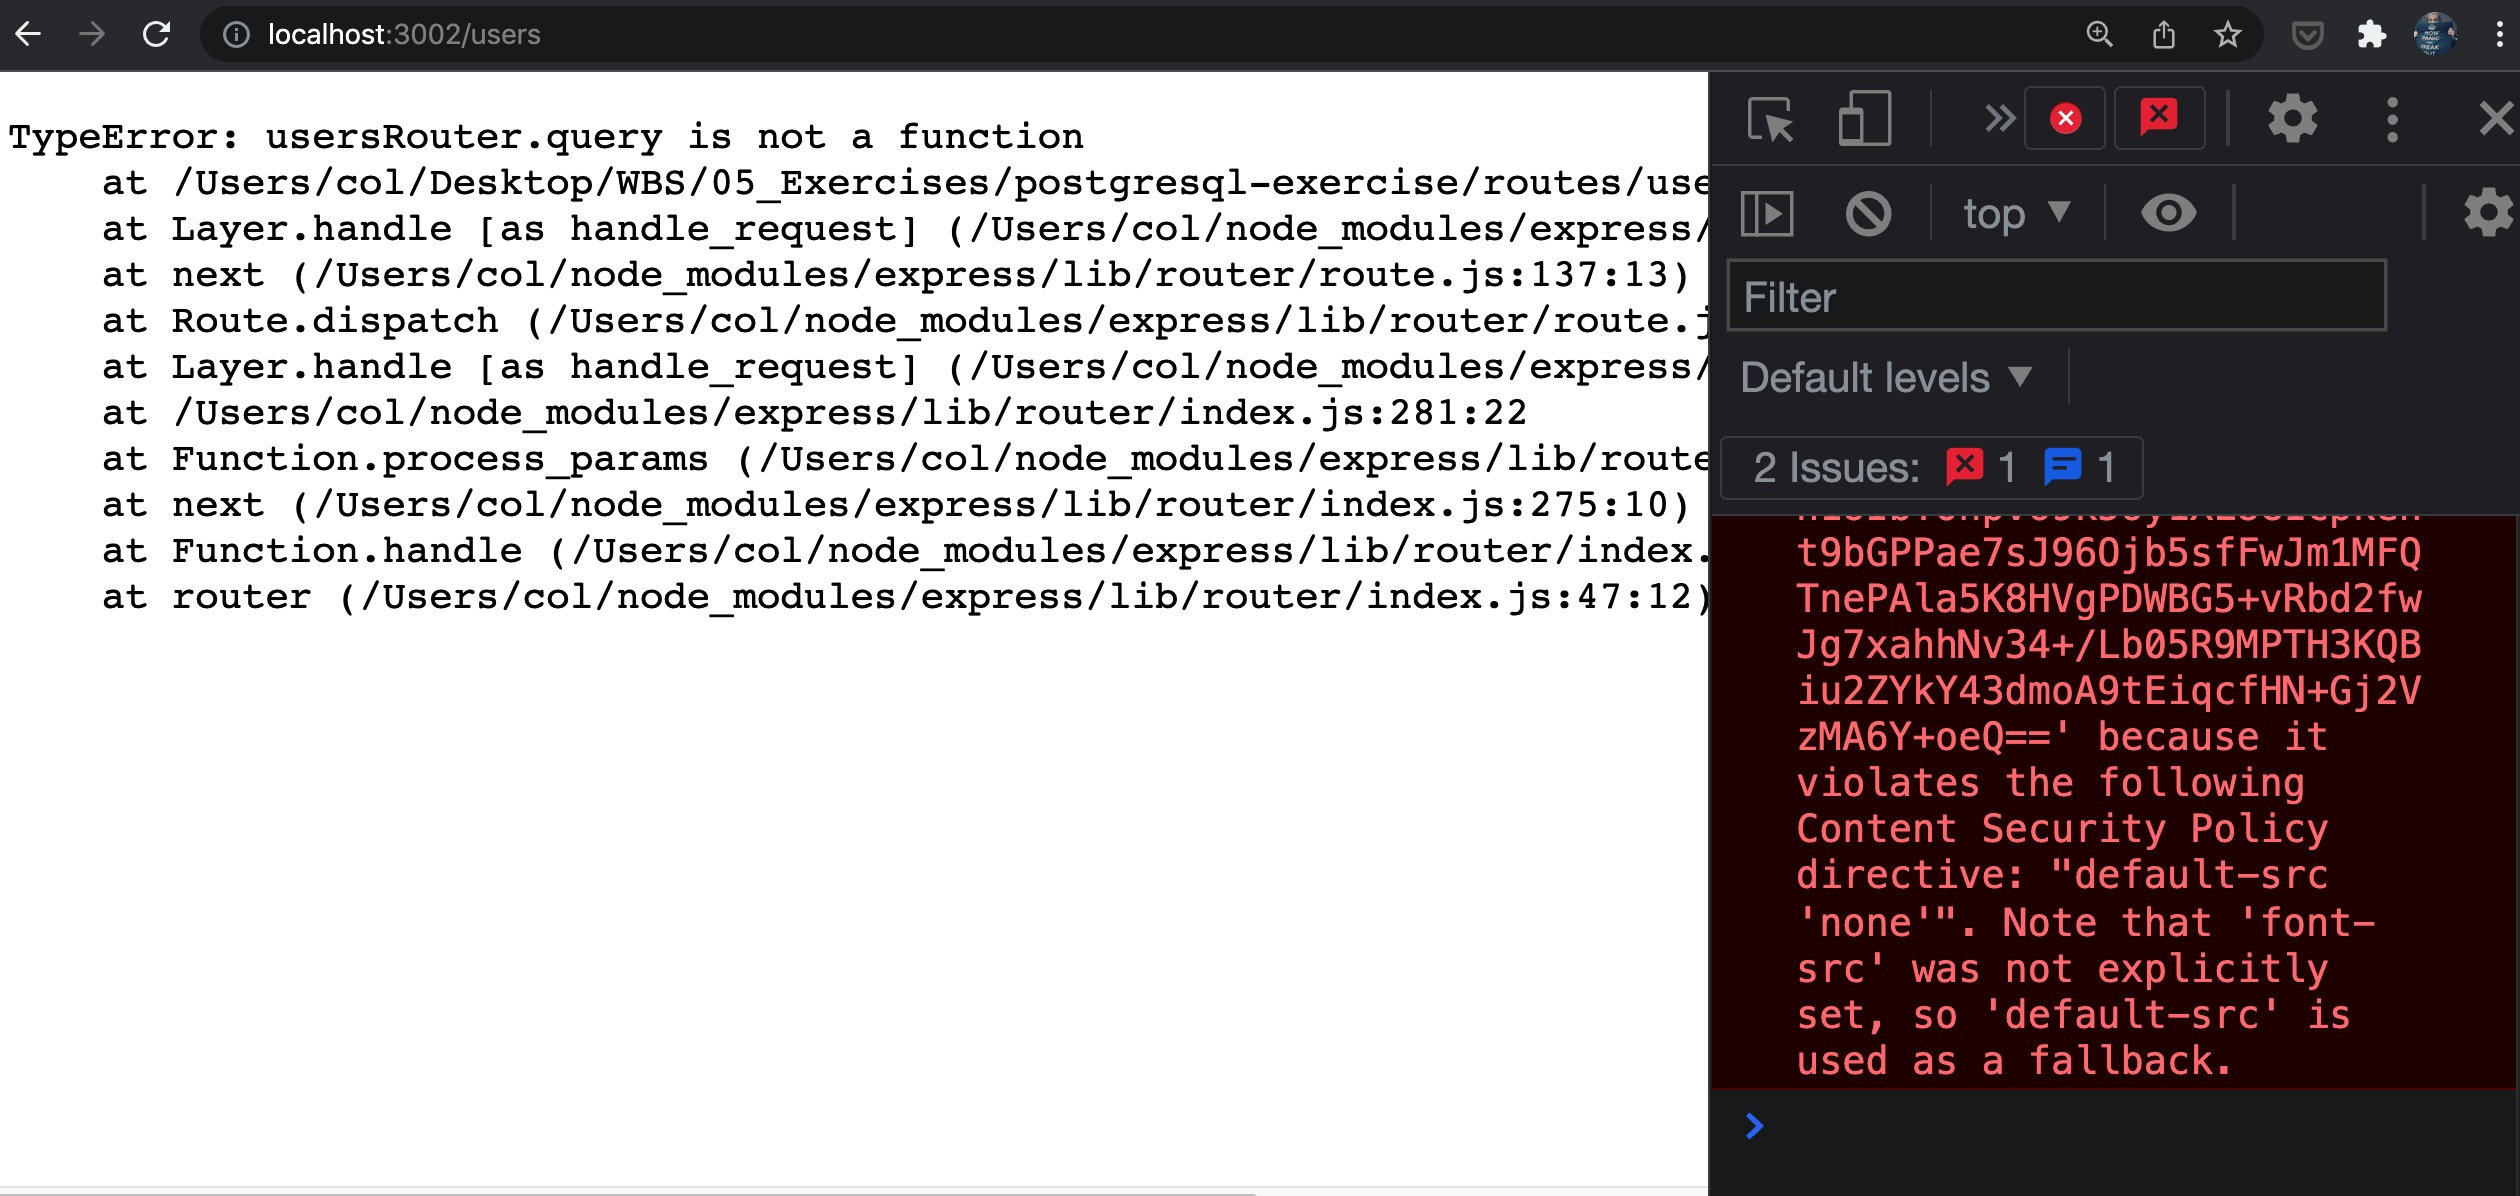 localhost:3002/users
TypeError: usersRouter.query is not a function
at /Users/col/Desktop/WBS/05_Exercises/postgresql-exercise/routes/use
at Layer.handle [as handle_request] (/Users/col/node_modules/express/
at next (/Users/col/node_modules/express/lib/router/route.js:137:13)
at Route.dispatch (/Users/col/node_modules/express/lib/router/route.j
at Layer.handle [as handle_request] (/Users/col/node_modules/express/
at /Users/col/node_modules/express/lib/router/index.js:281:22
at Function.process_params (/Users/col/node_modules/express/lib/route
at next (/Users/col/node_modules/express/lib/router/index.js:275:10)
at Function.handle (/Users/col/node_modules/express/lib/router/index.
at router (/Users/col/node_modules/express/lib/router/index.js:47:12)
top
Filter
Default levels
2 Issues: 1 1
t9bGPPae7sJ96Ojb5sfFwJm1MFQ
TnePAla5K8HVgPDWBG5+vRbd2fw
Jg7xahhNv34+/Lb05R9MPTH3KQB
iu2ZYkY43dmoA9tEiqcfHN+Gj2V
zMA6Y+oeQ==' because it
violates the following
Content Security Policy
directive: "default-src
'none'". Note that 'font-
src' was not explicitly
set, so 'default-src' is
used as a fallback.